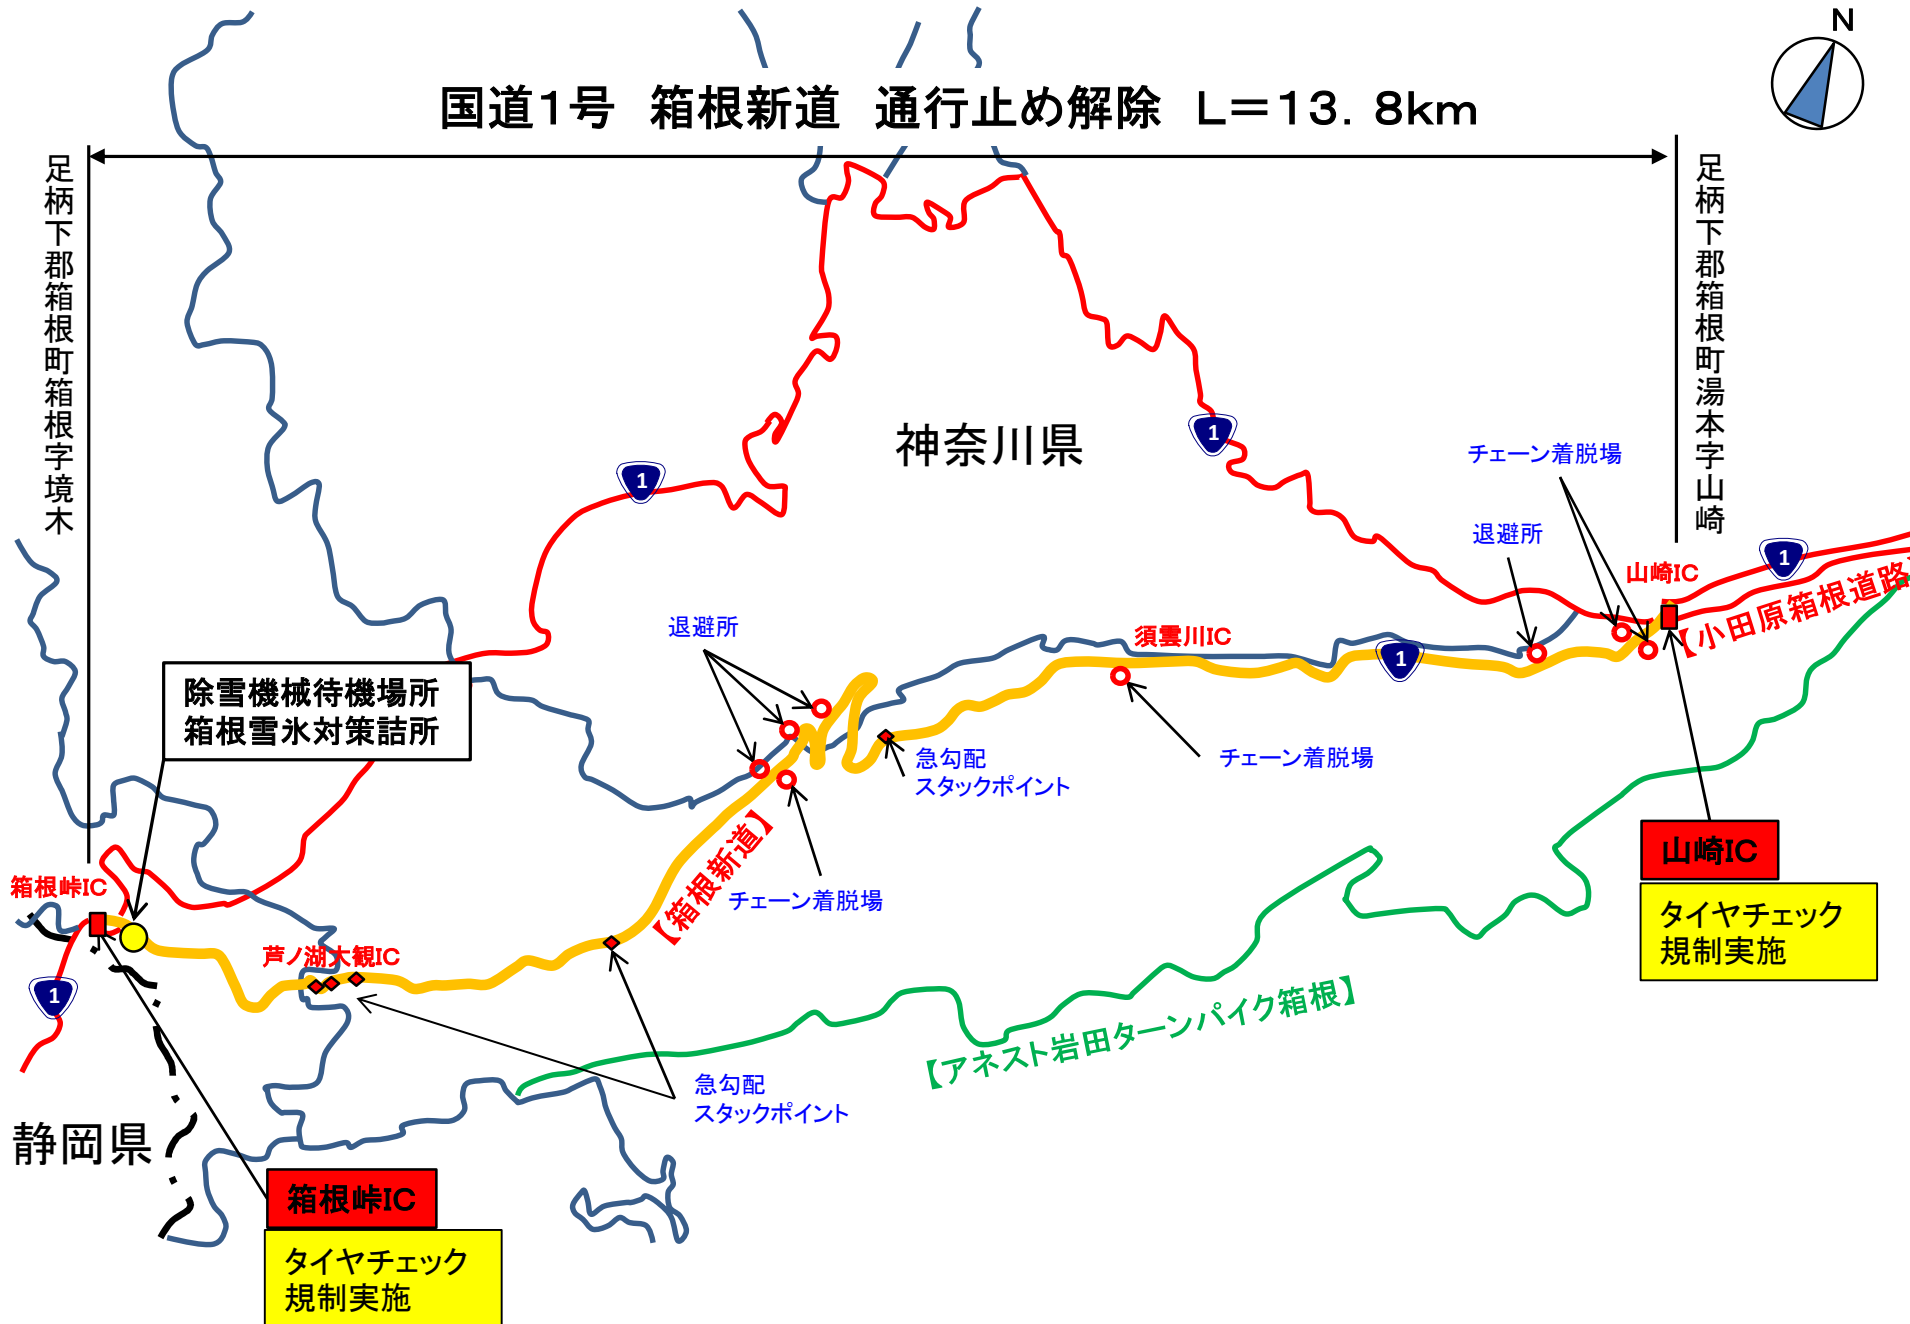 N
国道1号 箱根新道 通行止め解除 L=13.8km
足柄下郡箱根町箱根字境木
足柄下郡箱根町湯本字山崎
神奈川県
1
1
チェーン着脱場
退避所
山崎IC
1
【小田原箱根道路】
退避所
須雲川IC
1
除雪機械待機場所
箱根雪氷対策詰所
急勾配
スタックポイント
チェーン着脱場
【箱根新道】
チェーン着脱場
山崎IC
タイヤチェック
規制実施
箱根峠IC
芦ノ湖大観IC
1
【アネスト岩田ターンパイク箱根】
急勾配
スタックポイント
静岡県
箱根峠IC
タイヤチェック
規制実施